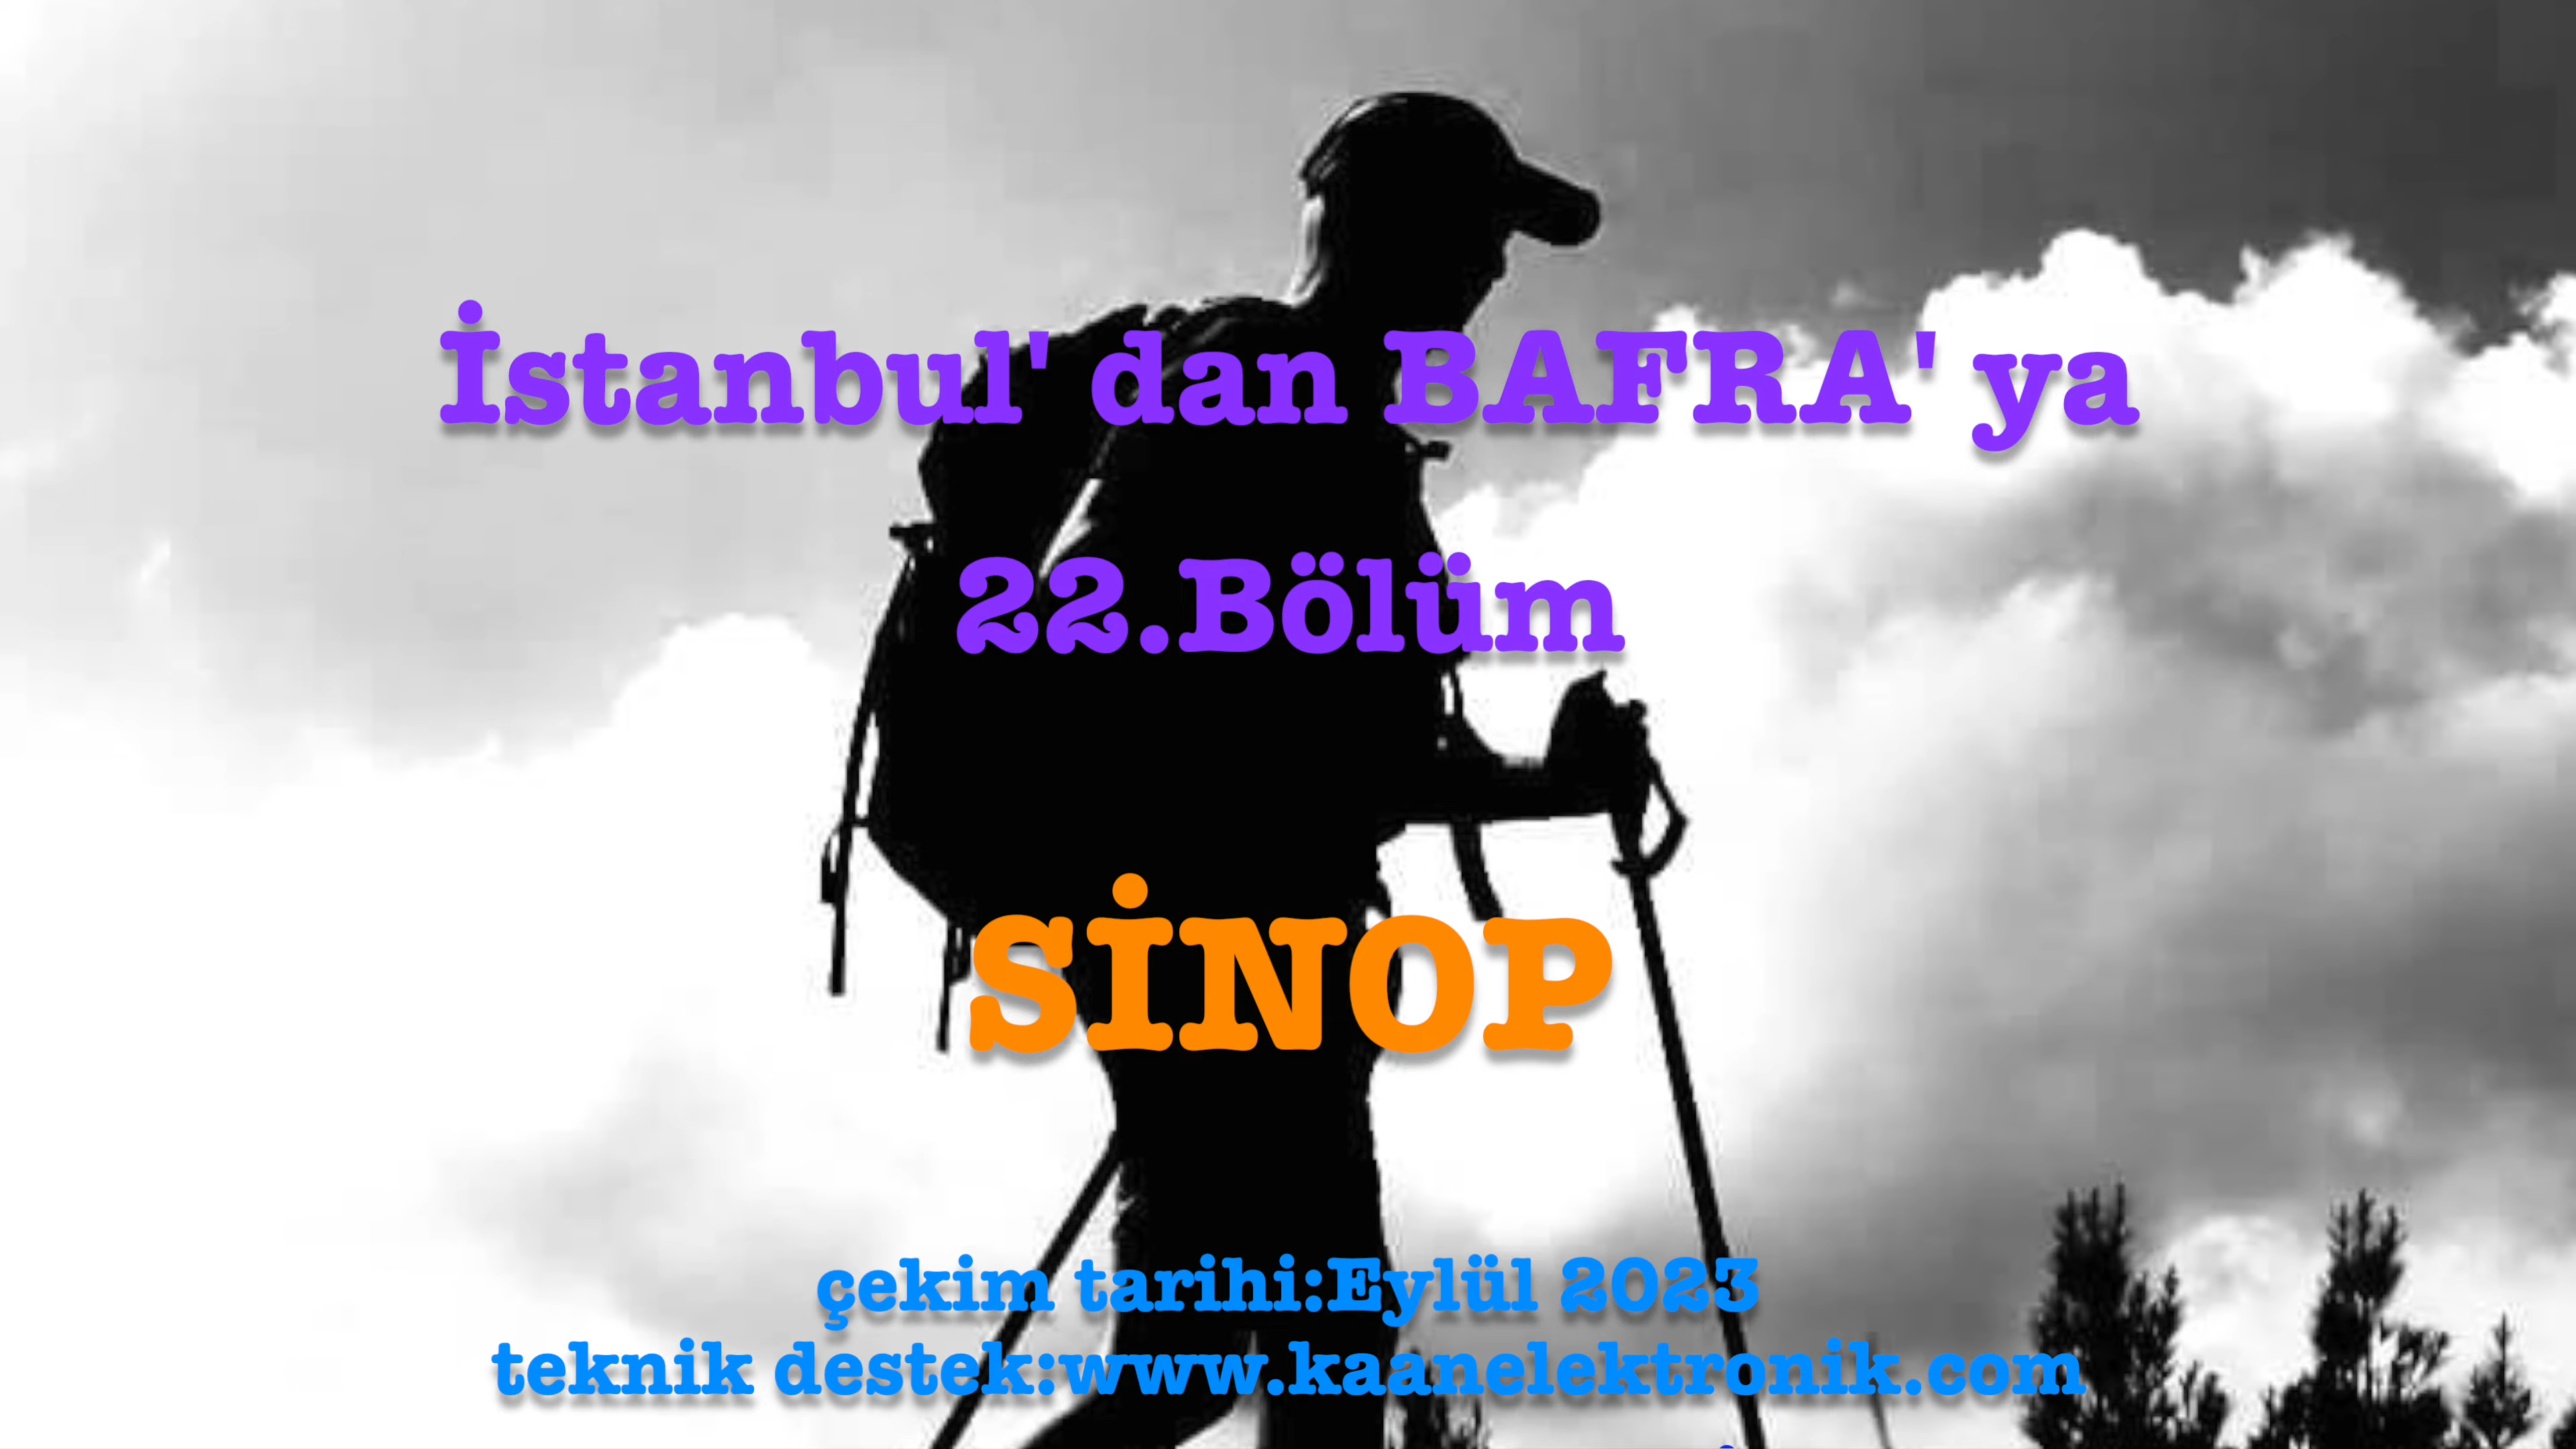 İstanbul' dan BAFRA' ya
22.Bölüm
SİNOP
çekim tarihi:Eylül 2023
teknik destek:www.kaanelektronik.com